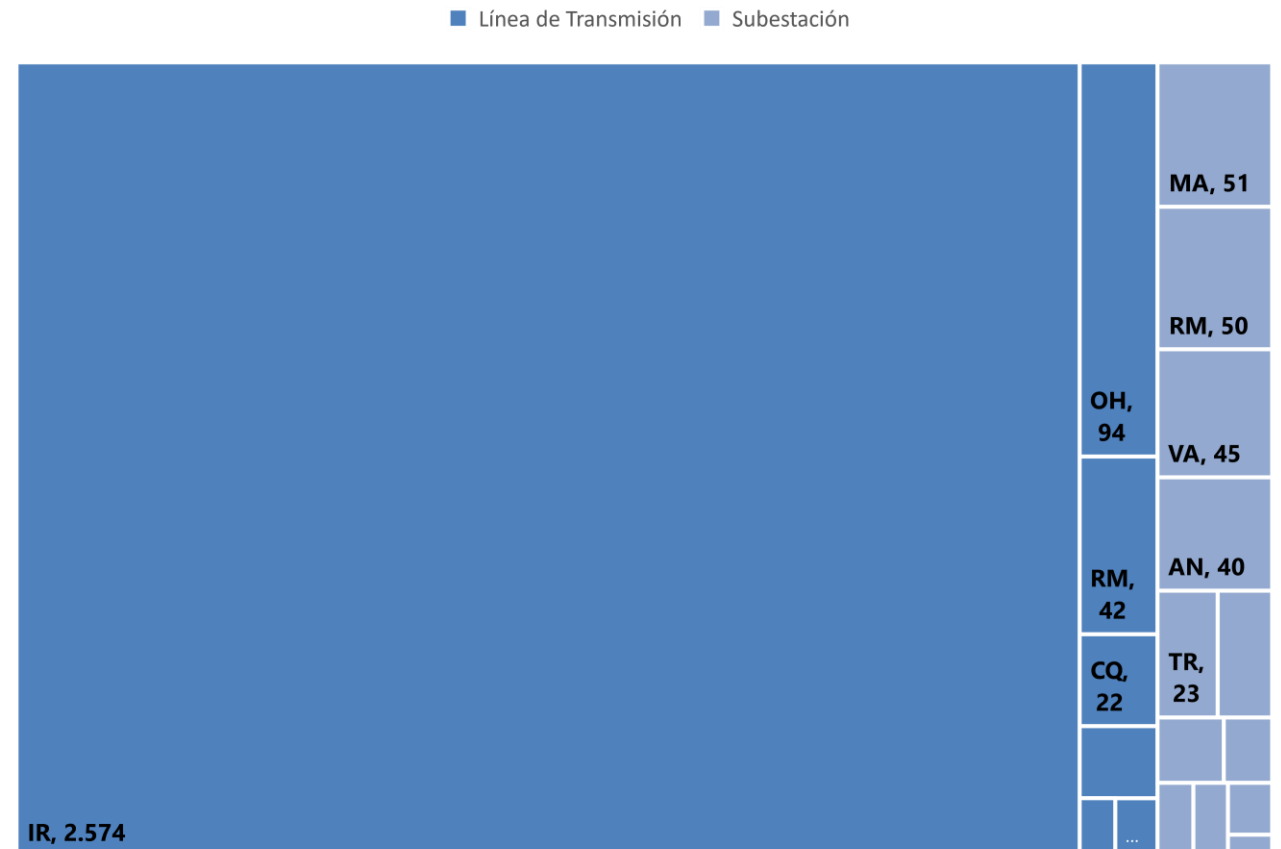 Línea de Transmisión
Subestación
MA, 51
RM, 50
OH,
94
VA, 45
AN, 40
RM,
42
TR,
23
CQ,
22
IR, 2.574
...